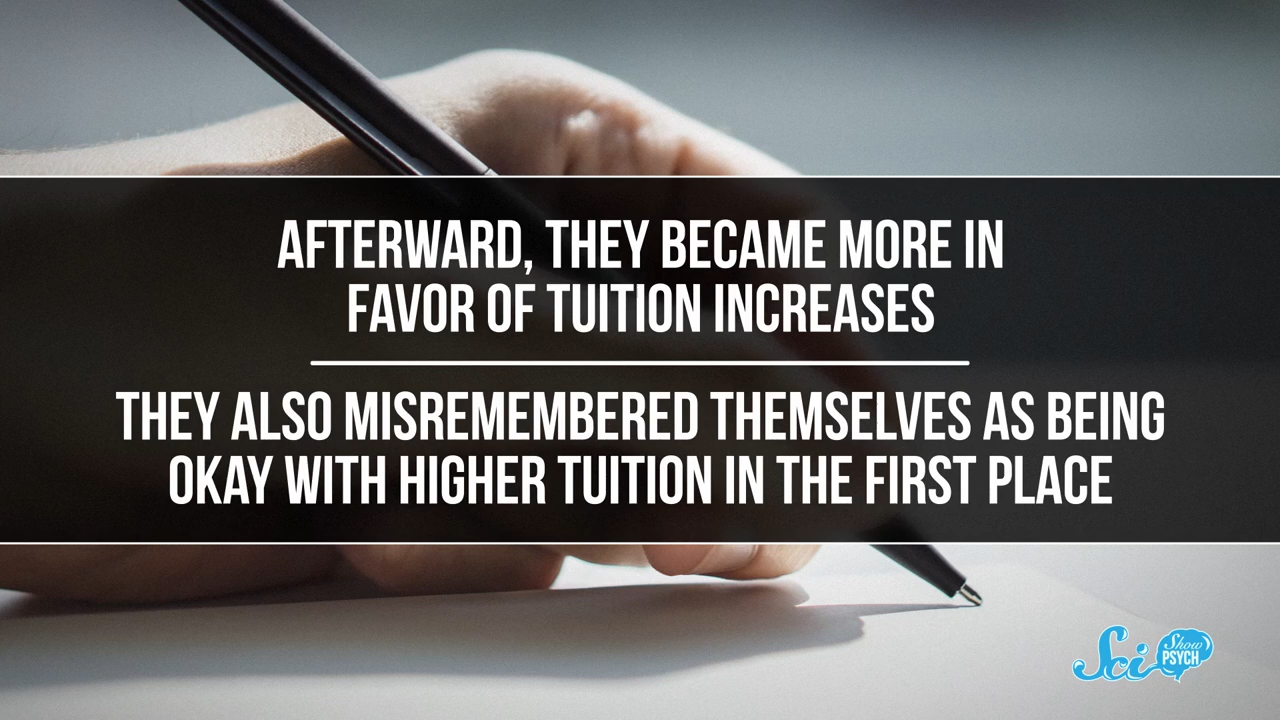 AFTERWARD, THEY BECAME MORE IN
FAVOR OF TUITION INCREASES
THEY ALSO MISREMEMBERED THEMSELVES AS BEING
OKAY WITH HIGHER TUITION IN THE FIRST PLACE
Sci Show
PSYCH